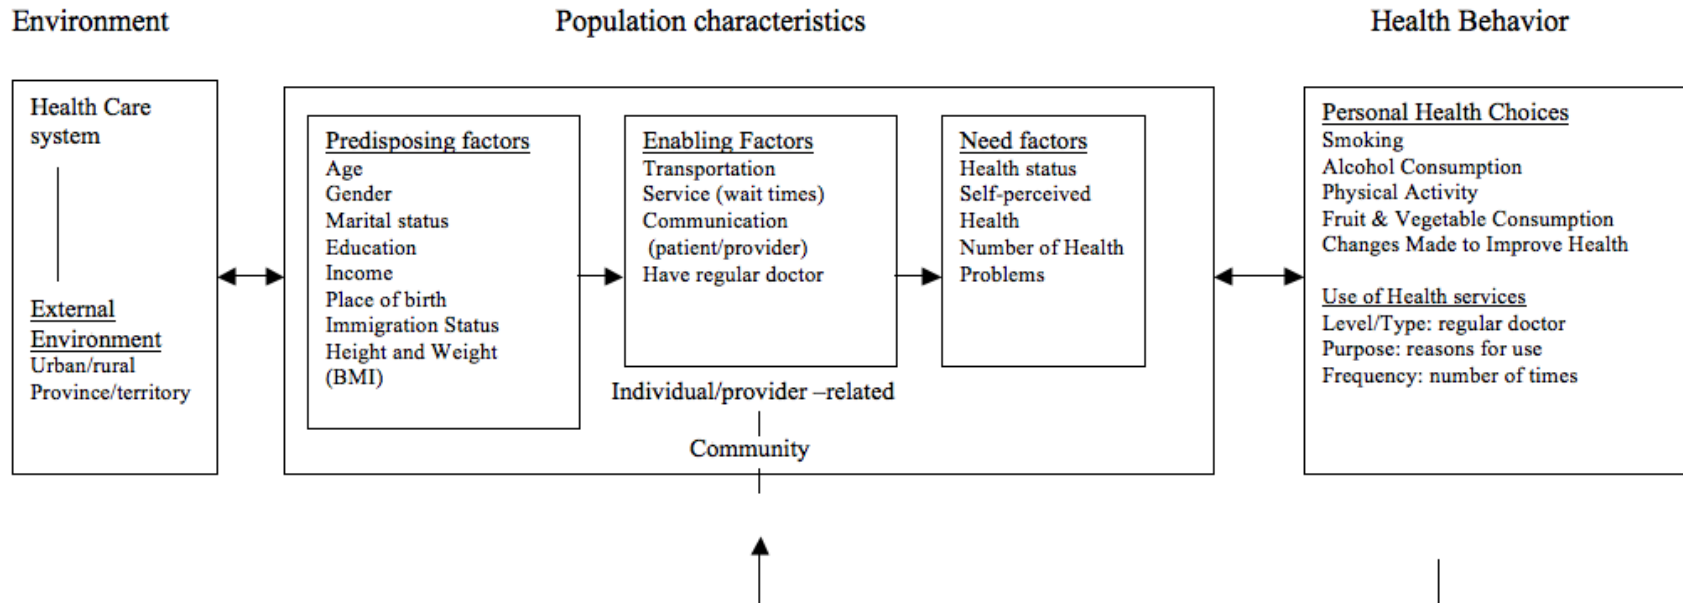 Environment
Population characteristics
Health Behavior
Health Care
system
External
Environment
Urban/rural
Province/territory
Predisposing factors
Age
Gender
Marital status
Education
Income
Place of birth
Immigration Status
Height and Weight
(BMI)
Enabling Factors
Transportation
Service (wait times)
Communication
(patient/provider)
Have regular doctor
Individual/provider –related
Community
Need factors
Health status
Self-perceived
Health
Number of Health
Problems
Personal Health Choices
Smoking
Alcohol Consumption
Physical Activity
Fruit & Vegetable Consumption
Changes Made to Improve Health
Use of Health services
Level/Type: regular doctor
Purpose: reasons for use
Frequency: number of times